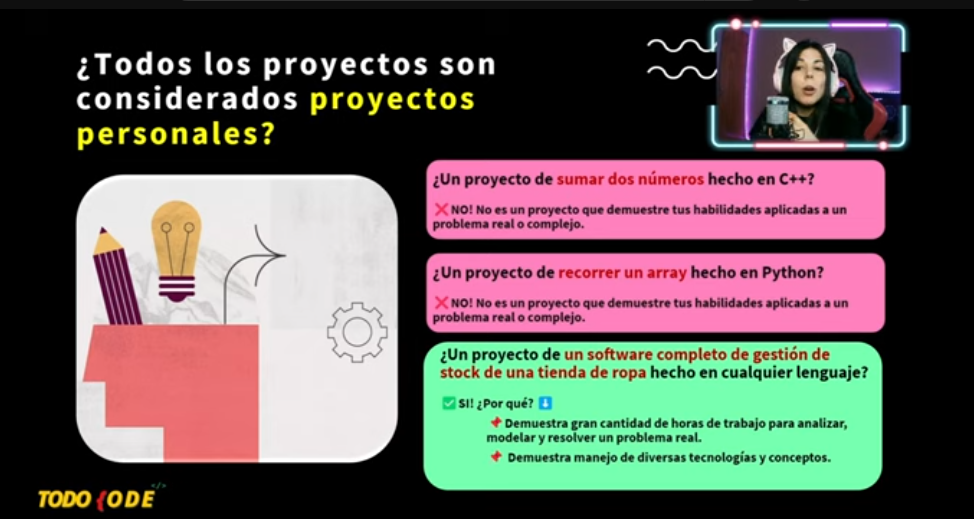 ¿Todos los proyectos son
considerados proyectos
personales?
¿Un proyecto de sumar dos números hecho en C++?
❌ NO! No es un proyecto que demuestre tus habilidades aplicadas a un
problema real o complejo.
¿Un proyecto de recorrer un array hecho en Python?
❌ NO! No es un proyecto que demuestre tus habilidades aplicadas a un
problema real o complejo.
¿Un proyecto de un software completo de gestión de
stock de una tienda de ropa hecho en cualquier lenguaje?
✅ SI! ¿Por qué? ⬇️
📌 Demuestra gran cantidad de horas de trabajo para analizar,
modelar y resolver un problema real.
📌 Demuestra manejo de diversas tecnologías y conceptos.
TODO {ODE </>